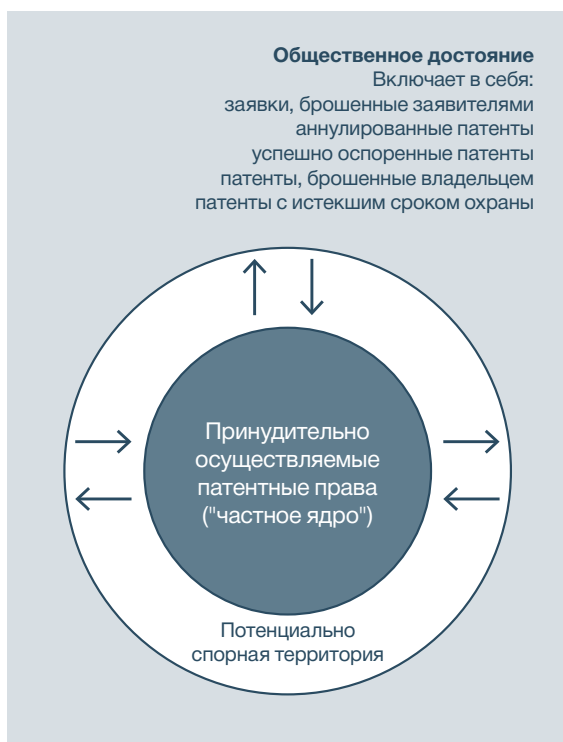 Общественное достояние
Включает в себя:
заявки, брошенные заявителями
аннулированные патенты
успешно оспоренные патенты
патенты, брошенные владельцем
патенты с истекшим сроком охраны
Принудительно
осуществляемые
патентные права
("частное ядро")
Потенциально
спорная территория